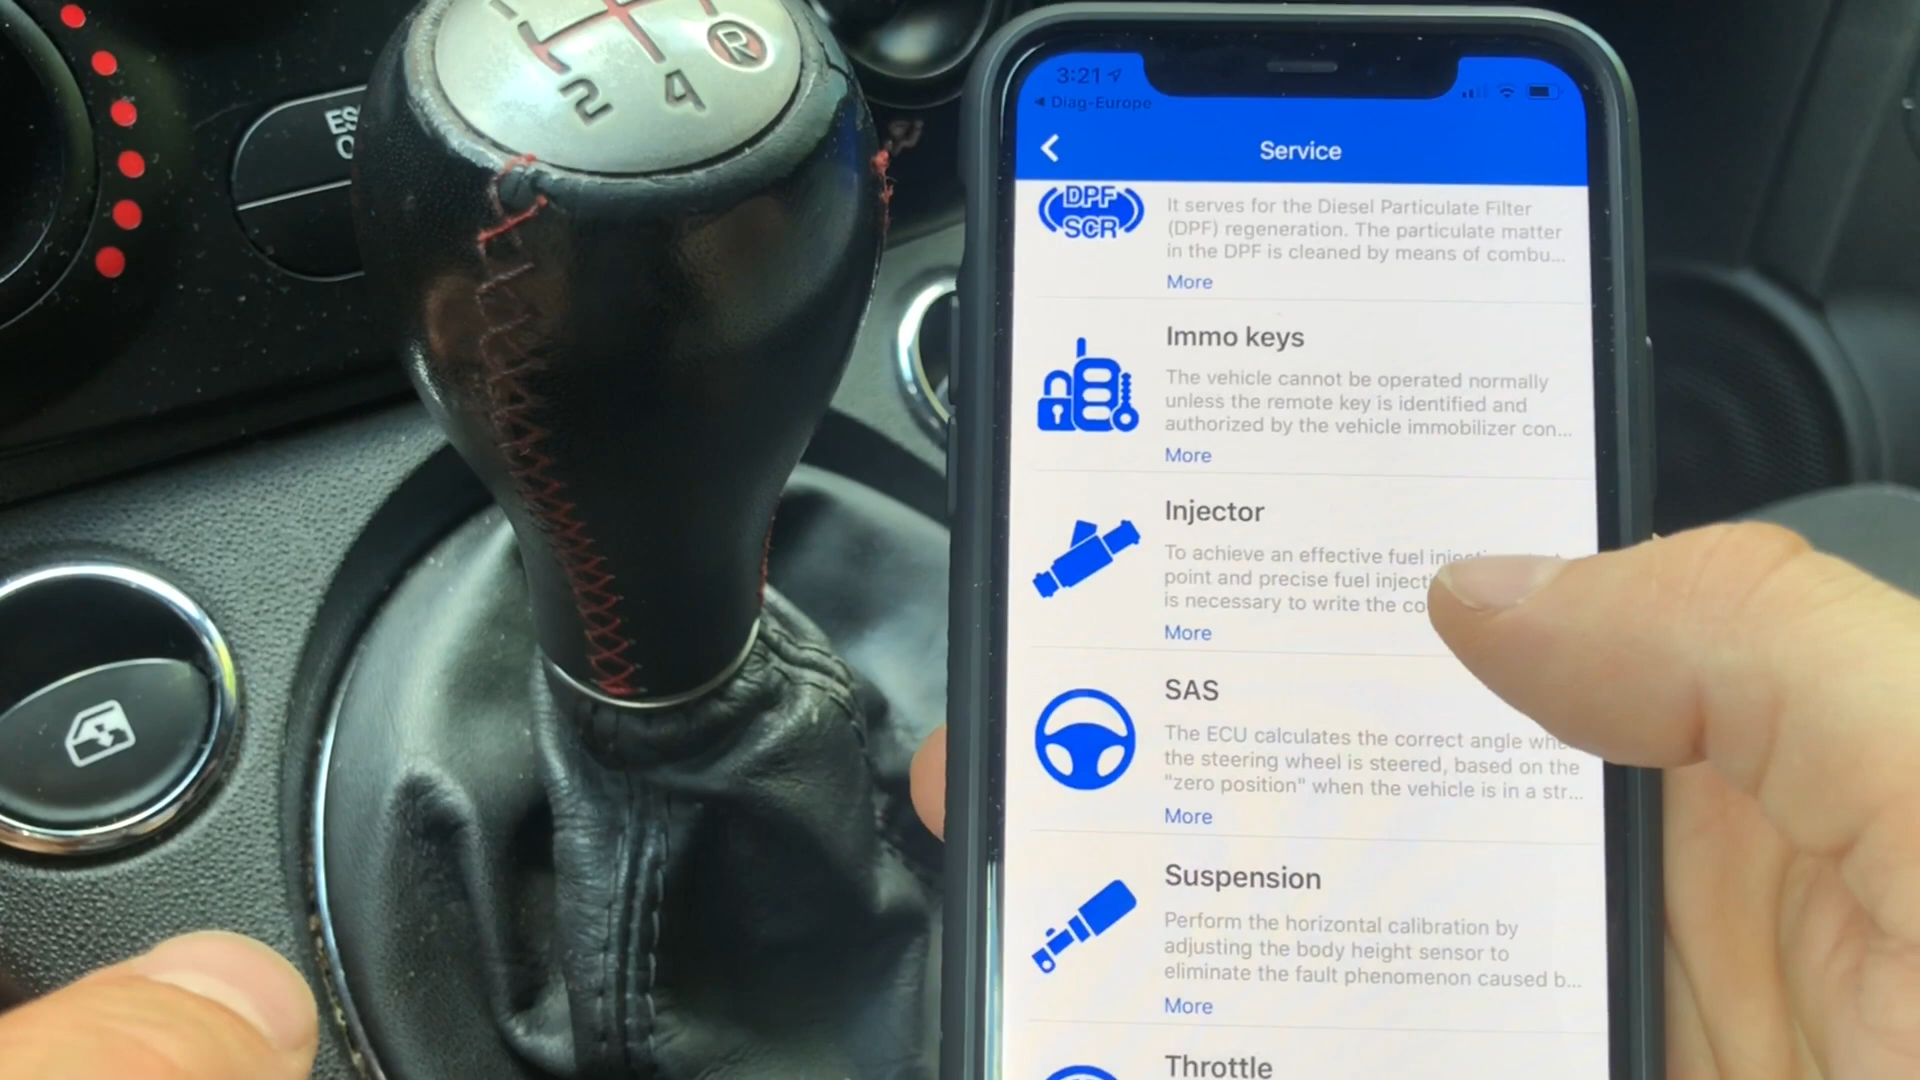 R
2 4
ES
O
3:21
Diag-Europe
Service
DPF
SCR
It serves for the Diesel Particulate Filter
(DPF) regeneration. The particulate matter
in the DPF is cleaned by means of combu...
More
Immo keys
The vehicle cannot be operated normally
unless the remote key is identified and
authorized by the vehicle immobilizer con...
More
Injector
To achieve an effective fuel
point and precise fuel
is necessary to write the
More
SAS
The ECU calculates the correct angle
the steering wheel is steered, based on the
"zero position" when the vehicle is in a str...
More
Suspension
Perform the horizontal calibration by
adjusting the body height sensor to
eliminate the fault phenomenon caused b...
More
Throttle